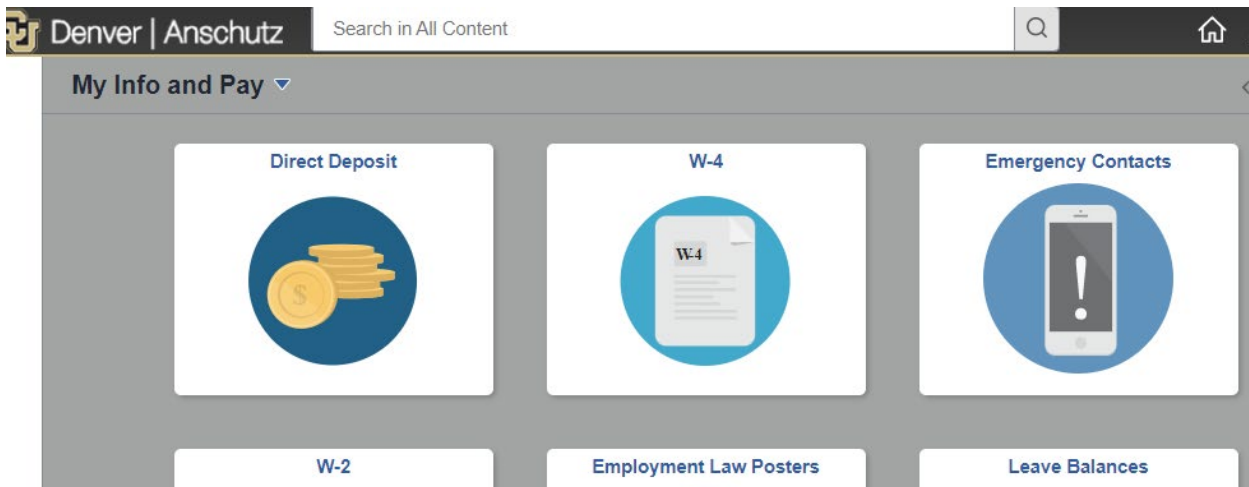 CU Denver | Anschutz
Search in All Content
My Info and Pay
Direct Deposit
W-4
Emergency Contacts
$
W-4
!
W-2
Employment Law Posters
Leave Balances